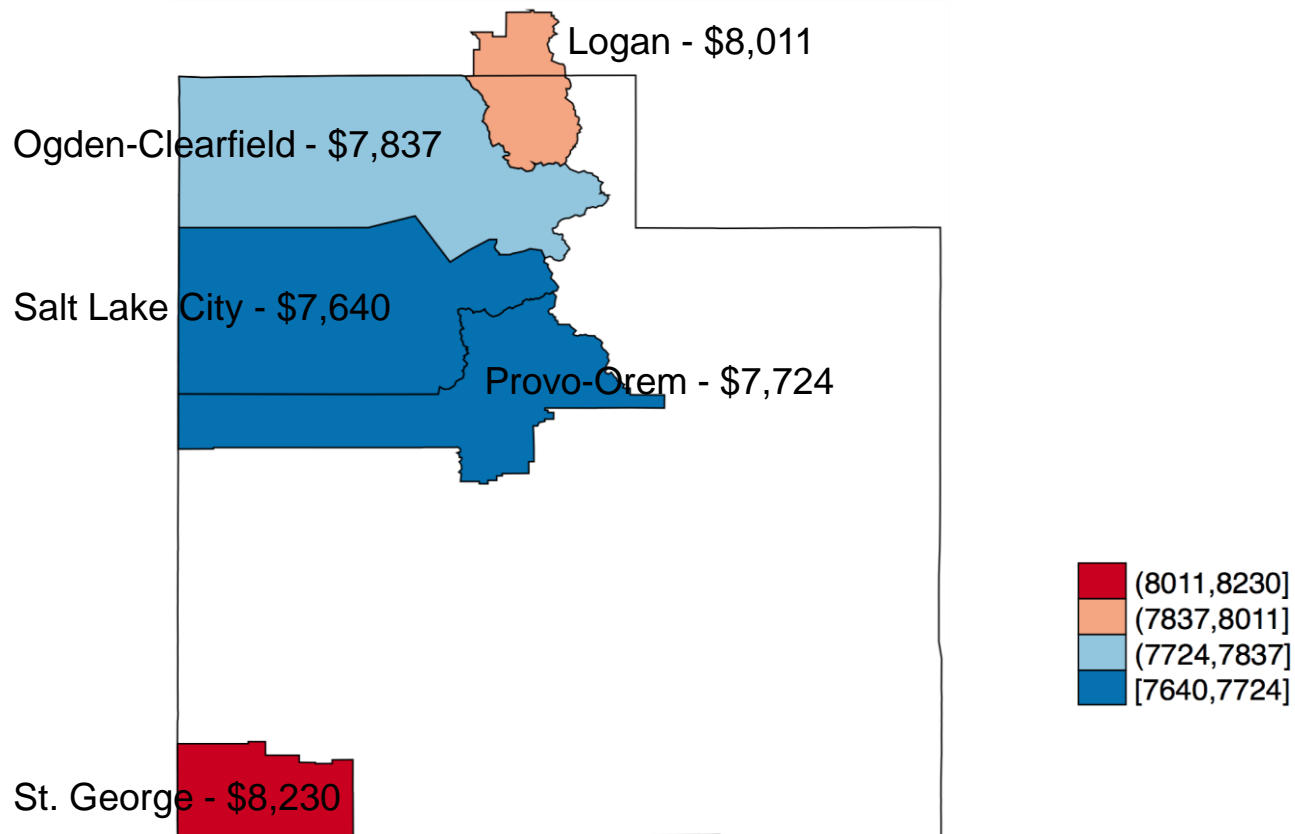 Logan - $8,011
Ogden-Clearfield - $7,837
Salt Lake City - $7,640
Provo-Orem - $7,724
(8011,8230]
(7837,8011]
(7724,7837]
[7640,7724]
St. George - $8,230